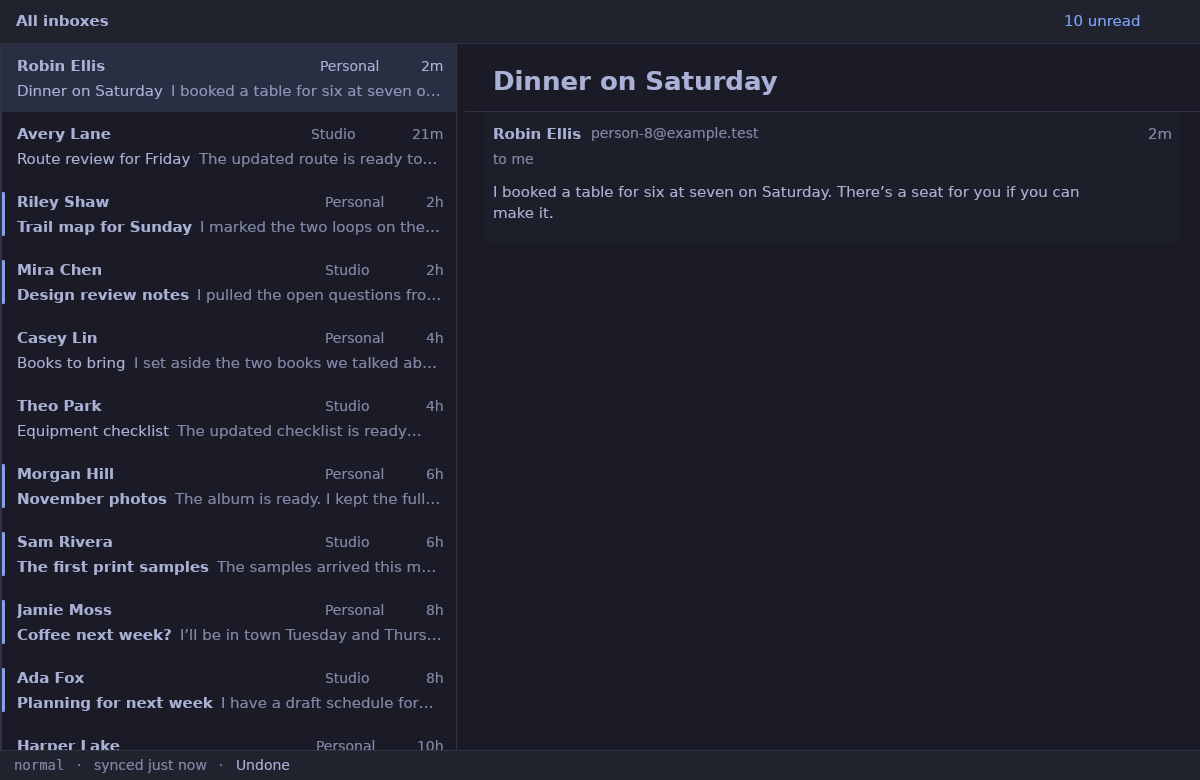 All inboxes
10 unread
Robin Ellis Personal 2m
Dinner on Saturday I booked a table for six at seven o…
Avery Lane Studio 21m
Route review for Friday The updated route is ready to…
Riley Shaw Personal 2h
Trail map for Sunday I marked the two loops on the…
Mira Chen Studio 2h
Design review notes I pulled the open questions fro…
Casey Lin Personal 4h
Books to bring I set aside the two books we talked ab…
Theo Park Studio 4h
Equipment checklist The updated checklist is ready…
Morgan Hill Personal 6h
November photos The album is ready. I kept the full…
Sam Rivera Studio 6h
The first print samples The samples arrived this m…
Jamie Moss Personal 8h
Coffee next week? I’ll be in town Tuesday and Thurs…
Ada Fox Studio 8h
Planning for next week I have a draft schedule for…
Harper Lake Personal 10h
Dinner on Saturday
Robin Ellis person-8@example.test 2m
to me
I booked a table for six at seven on Saturday. There’s a seat for you if you can
make it.
normal · synced just now · Undone